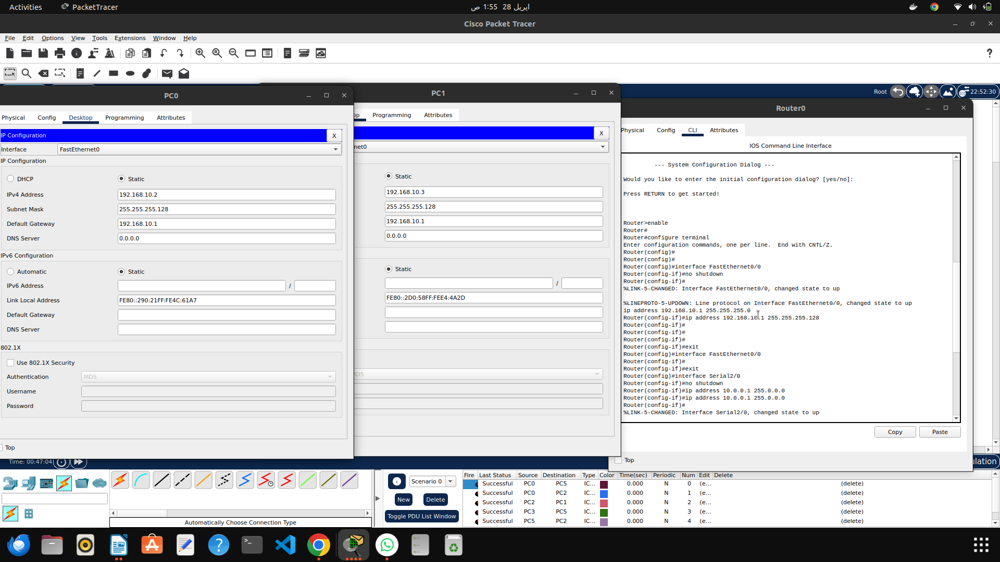 Activities
PacketTracer
اپریل 28 1:55 ص
Cisco Packet Tracer
File Edit Options View Tools Extensions Window Help
?
Root
22:52:30
PC0
Physical Config Desktop Programming Attributes
IP Configuration
X
Interface
FastEthernet0
IP Configuration
DHCP
Static
IPv4 Address
192.168.10.2
Subnet Mask
255.255.255.128
Default Gateway
192.168.10.1
DNS Server
0.0.0.0
IPv6 Configuration
Automatic
Static
IPv6 Address
/
Link Local Address
FE80::290:21FF:FE4C:61A7
Default Gateway
DNS Server
802.1X
Use 802.1X Security
Authentication
MD5
Username
Password
Top
PC1
op Programming Attributes
X
net0
Static
192.168.10.3
255.255.255.128
192.168.10.1
0.0.0.0
Static
/
FE80::2D0:58FF:FEE4:4A2D
MD5
Router0
Physical Config CLI Attributes
IOS Command Line Interface
--- System Configuration Dialog ---
Would you like to enter the initial configuration dialog? [yes/no]:
Press RETURN to get started!
Router>enable
Router#
Router#configure terminal
Enter configuration commands, one per line. End with CNTL/Z.
Router(config)#
Router(config)#
Router(config)#interface FastEthernet0/0
Router(config-if)#no shutdown
Router(config-if)#
%LINK-5-CHANGED: Interface FastEthernet0/0, changed state to up
%LINEPROTO-5-UPDOWN: Line protocol on Interface FastEthernet0/0, changed state to up
ip address 192.168.10.1 255.255.255.0
Router(config-if)#ip address 192.168.10.1 255.255.255.128
Router(config-if)#
Router(config-if)#
Router(config-if)#
Router(config-if)#exit
Router(config)#interface FastEthernet0/0
Router(config-if)#
Router(config-if)#exit
Router(config)#interface Serial2/0
Router(config-if)#no shutdown
Router(config-if)#ip address 10.0.0.1 255.0.0.0
Router(config-if)#ip address 10.0.0.1 255.0.0.0
Router(config-if)#
%LINK-5-CHANGED: Interface Serial2/0, changed state to up
Copy
Paste
Top
Time: 00:47:04
ulation
Automatically Choose Connection Type
Scenario 0
New
Delete
Toggle PDU List Window
Fire Last Status Source Destination Type Color Time(sec) Periodic Num Edit Delete
Successful PC0 PC5 IC... 0.000 N 0 (e... (delete)
Successful PC0 PC2 IC... 0.000 N 1 (e... (delete)
Successful PC2 PC1 IC... 0.000 N 2 (e... (delete)
Successful PC3 PC5 IC... 0.000 N 3 (e... (delete)
Successful PC5 PC2 IC... 0.000 N 4 (e... (delete)